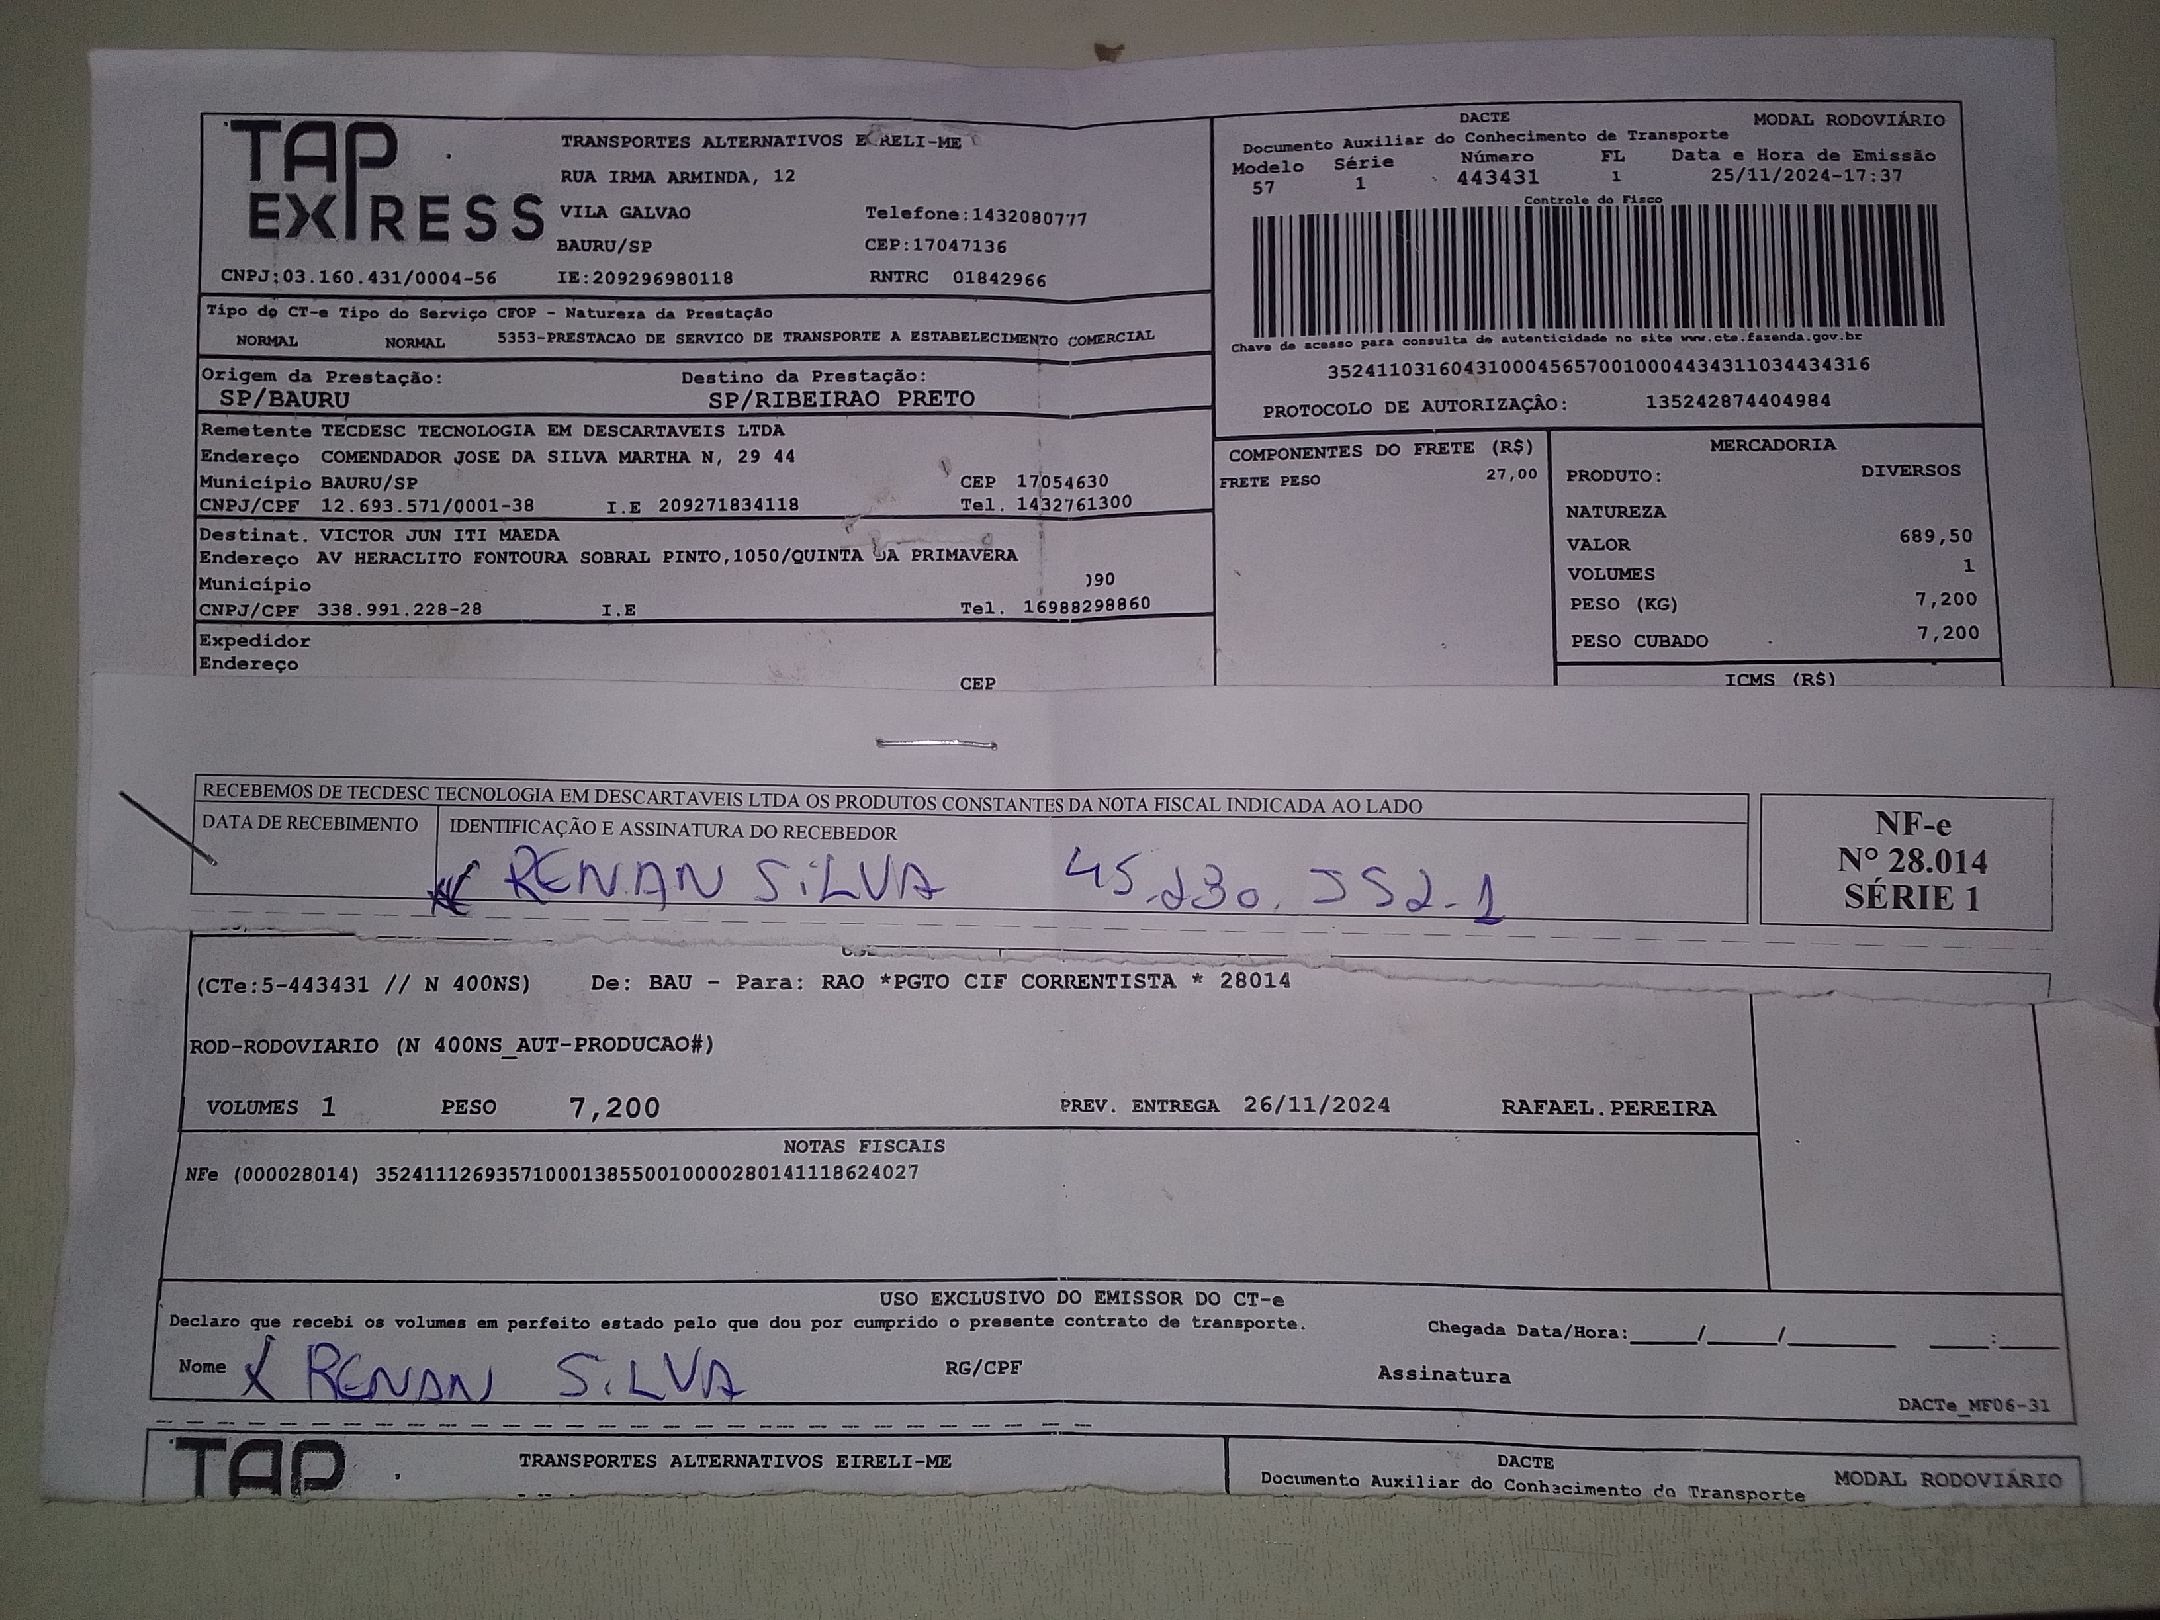 TAP
EXPRESS
TRANSPORTES ALTERNATIVOS EIRELI-ME
RUA IRMA ARMINDA, 12
VILA GALVAO Telefone:1432080777
BAURU/SP CEP:17047136
CNPJ:03.160.431/0004-56 IE:209296980118 RNTRC 01842966
DACTE MODAL RODOVIÁRIO
Documento Auxiliar do Conhecimento de Transporte
Modelo Série Número FL Data e Hora de Emissão
57 1 443431 1 25/11/2024-17:37
Controle do Fisco
Chave de acesso para consulta de autenticidade no site www.cte.fazenda.gov.br
35241103160431000456570010004434311034434316
PROTOCOLO DE AUTORIZAÇÂO: 135242874404984
Tipo do CT-e Tipo do Serviço CFOP - Natureza da Prestação
NORMAL NORMAL 5353-PRESTACAO DE SERVICO DE TRANSPORTE A ESTABELECIMENTO COMERCIAL
Origem da Prestação: Destino da Prestação:
SP/BAURU SP/RIBEIRAO PRETO
Remetente TECDESC TECNOLOGIA EM DESCARTAVEIS LTDA
Endereço COMENDADOR JOSE DA SILVA MARTHA N, 29 44
Município BAURU/SP CEP 17054630
CNPJ/CPF 12.693.571/0001-38 I.E 209271834118 Tel. 1432761300
Destinat. VICTOR JUN ITI MAEDA
Endereço AV HERACLITO FONTOURA SOBRAL PINTO,1050/QUINTA DA PRIMAVERA
Município 090
CNPJ/CPF 338.991.228-28 I.E Tel. 16988298860
Expedidor
Endereço
CEP
COMPONENTES DO FRETE (R$)
FRETE PESO 27,00
MERCADORIA
PRODUTO: DIVERSOS
NATUREZA
VALOR 689,50
VOLUMES 1
PESO (KG) 7,200
PESO CUBADO 7,200
ICMS (R$)
RECEBEMOS DE TECDESC TECNOLOGIA EM DESCARTAVEIS LTDA OS PRODUTOS CONSTANTES DA NOTA FISCAL INDICADA AO LADO
DATA DE RECEBIMENTO IDENTIFICAÇÃO E ASSINATURA DO RECEBEDOR
RENAN SILVA
NF-e
Nº 28.014
SÉRIE 1
(CTe:5-443431 // N 400NS) De: BAU - Para: RAO *PGTO CIF CORRENTISTA * 28014
ROD-RODOVIARIO (N 400NS_AUT-PRODUCAO#)
VOLUMES 1 PESO 7,200 PREV. ENTREGA 26/11/2024 RAFAEL.PEREIRA
NOTAS FISCAIS
NFe (000028014) 35241112693571000138550010000280141118624027
USO EXCLUSIVO DO EMISSOR DO CT-e
Declaro que recebi os volumes em perfeito estado pelo que dou por cumprido o presente contrato de transporte. Chegada Data/Hora:_____/_____/________ ____:____
Nome X RENAN SILVA RG/CPF Assinatura
DACTe_MF06-31
TAP
TRANSPORTES ALTERNATIVOS EIRELI-ME
DACTE
Documento Auxiliar do Conhecimento do Transporte MODAL RODOVIÁRIO